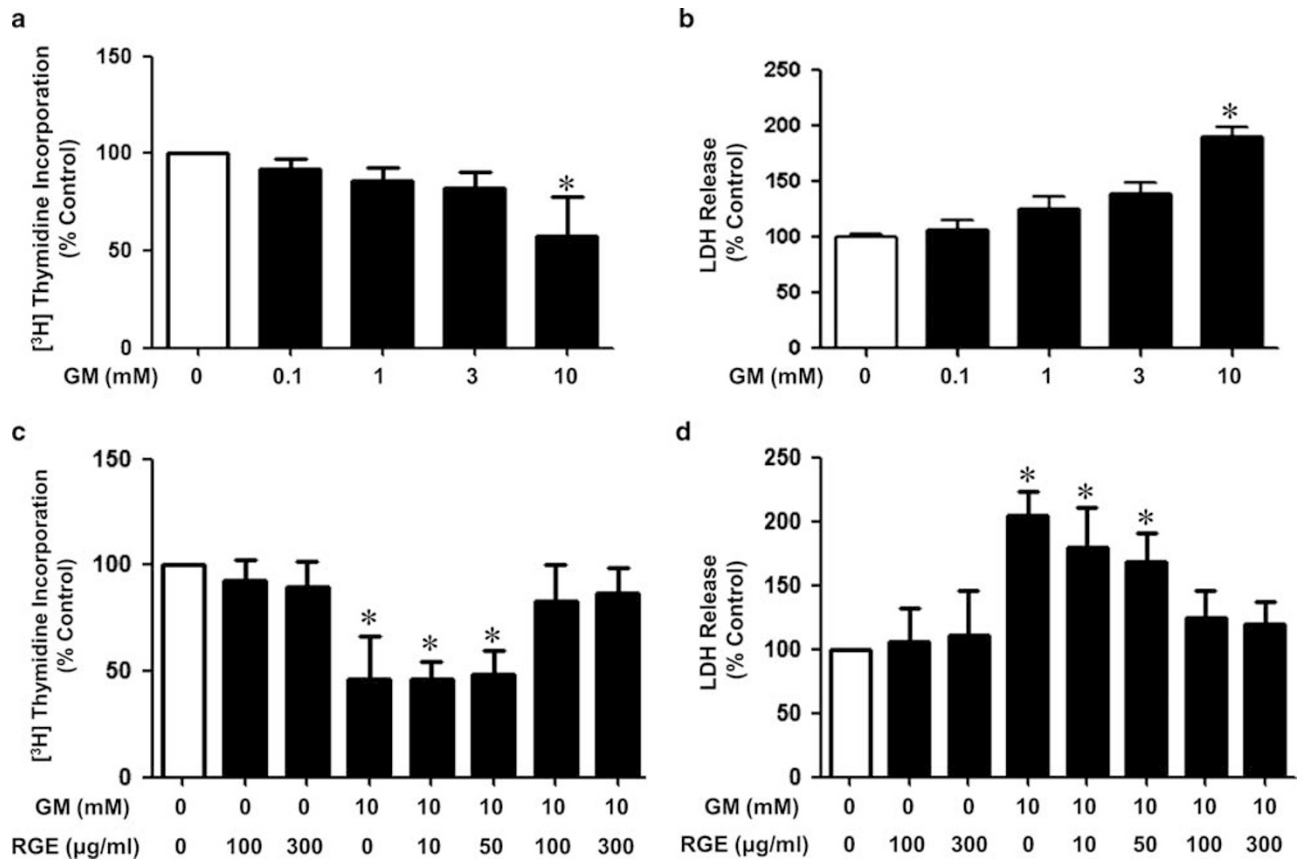 a
[³H] Thymidine Incorporation
(% Control)
150
100
50
0
*
GM (mM) 0 0.1 1 3 10
b
LDH Release
(% Control)
250
200
150
100
50
0
*
GM (mM) 0 0.1 1 3 10
c
[³H] Thymidine Incorporation
(% Control)
150
100
50
0
* * *
GM (mM) 0 0 0 10 10 10 10 10
RGE (µg/ml) 0 100 300 0 10 50 100 300
d
LDH Release
(% Control)
250
200
150
100
50
0
* * *
GM (mM) 0 0 0 10 10 10 10 10
RGE (µg/ml) 0 100 300 0 10 50 100 300